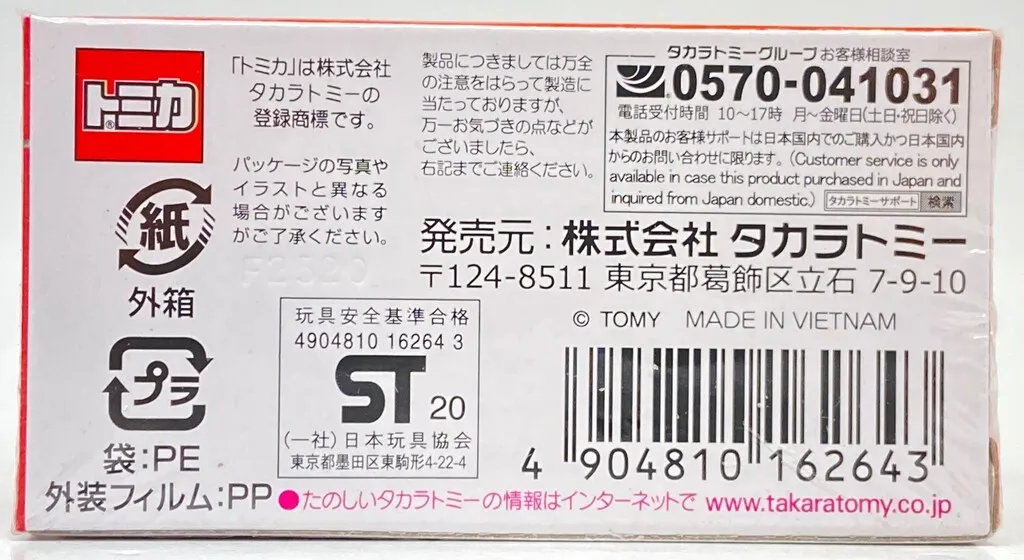 トミカ
®
「トミカ」は株式会社
タカラトミーの
登録商標です。
パッケージの写真や
イラストと異なる
場合がございます
がご了承ください。
製品につきましては万全
の注意をはらって製造に
当たっておりますが、
万一お気づきの点などが
ございましたら、
右記までご連絡ください。
タカラトミーグループ お客様相談室
0570-041031
電話受付時間 10〜17時 月〜金曜日(土日・祝日除く)
本製品のお客様サポートは日本国内でのご購入かつ日本国内
からのお問い合わせに限ります。(Customer service is only
available in case this product purchased in Japan and
inquired from Japan domestic.) タカラトミーサポート 検索
発売元:株式会社 タカラトミー
〒124-8511 東京都葛飾区立石 7-9-10
© TOMY MADE IN VIETNAM
紙
外箱
プラ
袋:PE
外装フィルム:PP
玩具安全基準合格
4904810 16264 3
ST 20
(一社)日本玩具協会
東京都墨田区東駒形4-22-4
4 904810 162643
●たのしいタカラトミーの情報はインターネットで www.takaratomy.co.jp